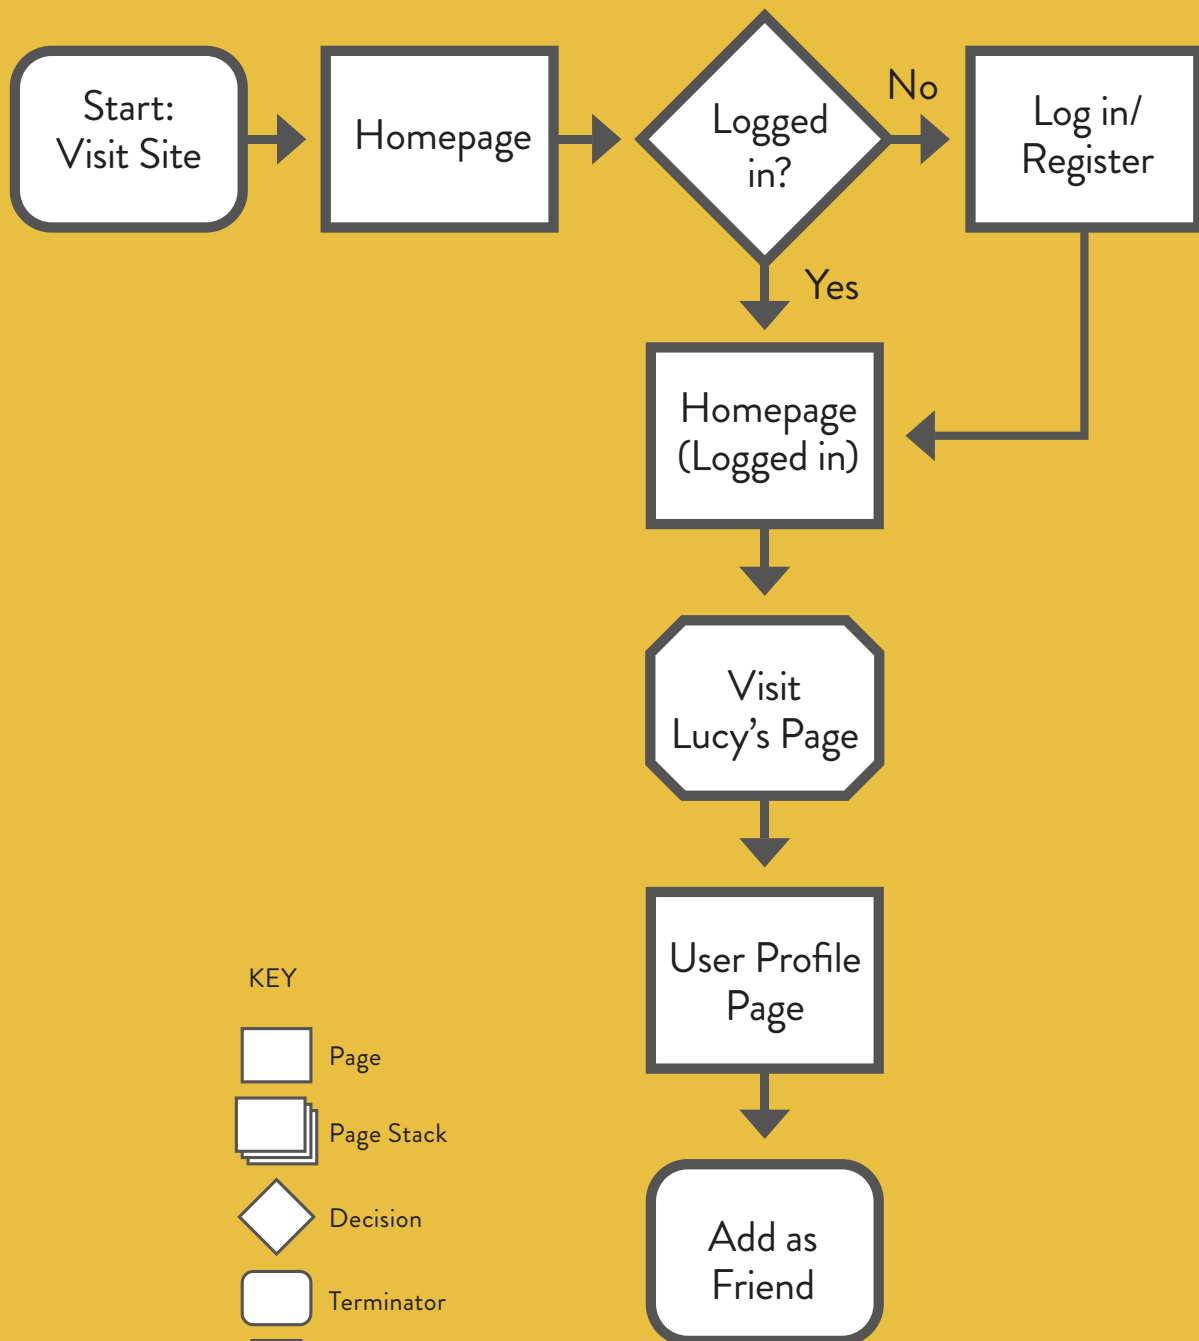 Start:
Visit Site
Homepage
Logged
in?
No
Log in/
Register
Yes
Homepage
(Logged in)
Visit
Lucy’s Page
User Profile
Page
Add as
Friend
KEY
Page
Page Stack
Decision
Terminator